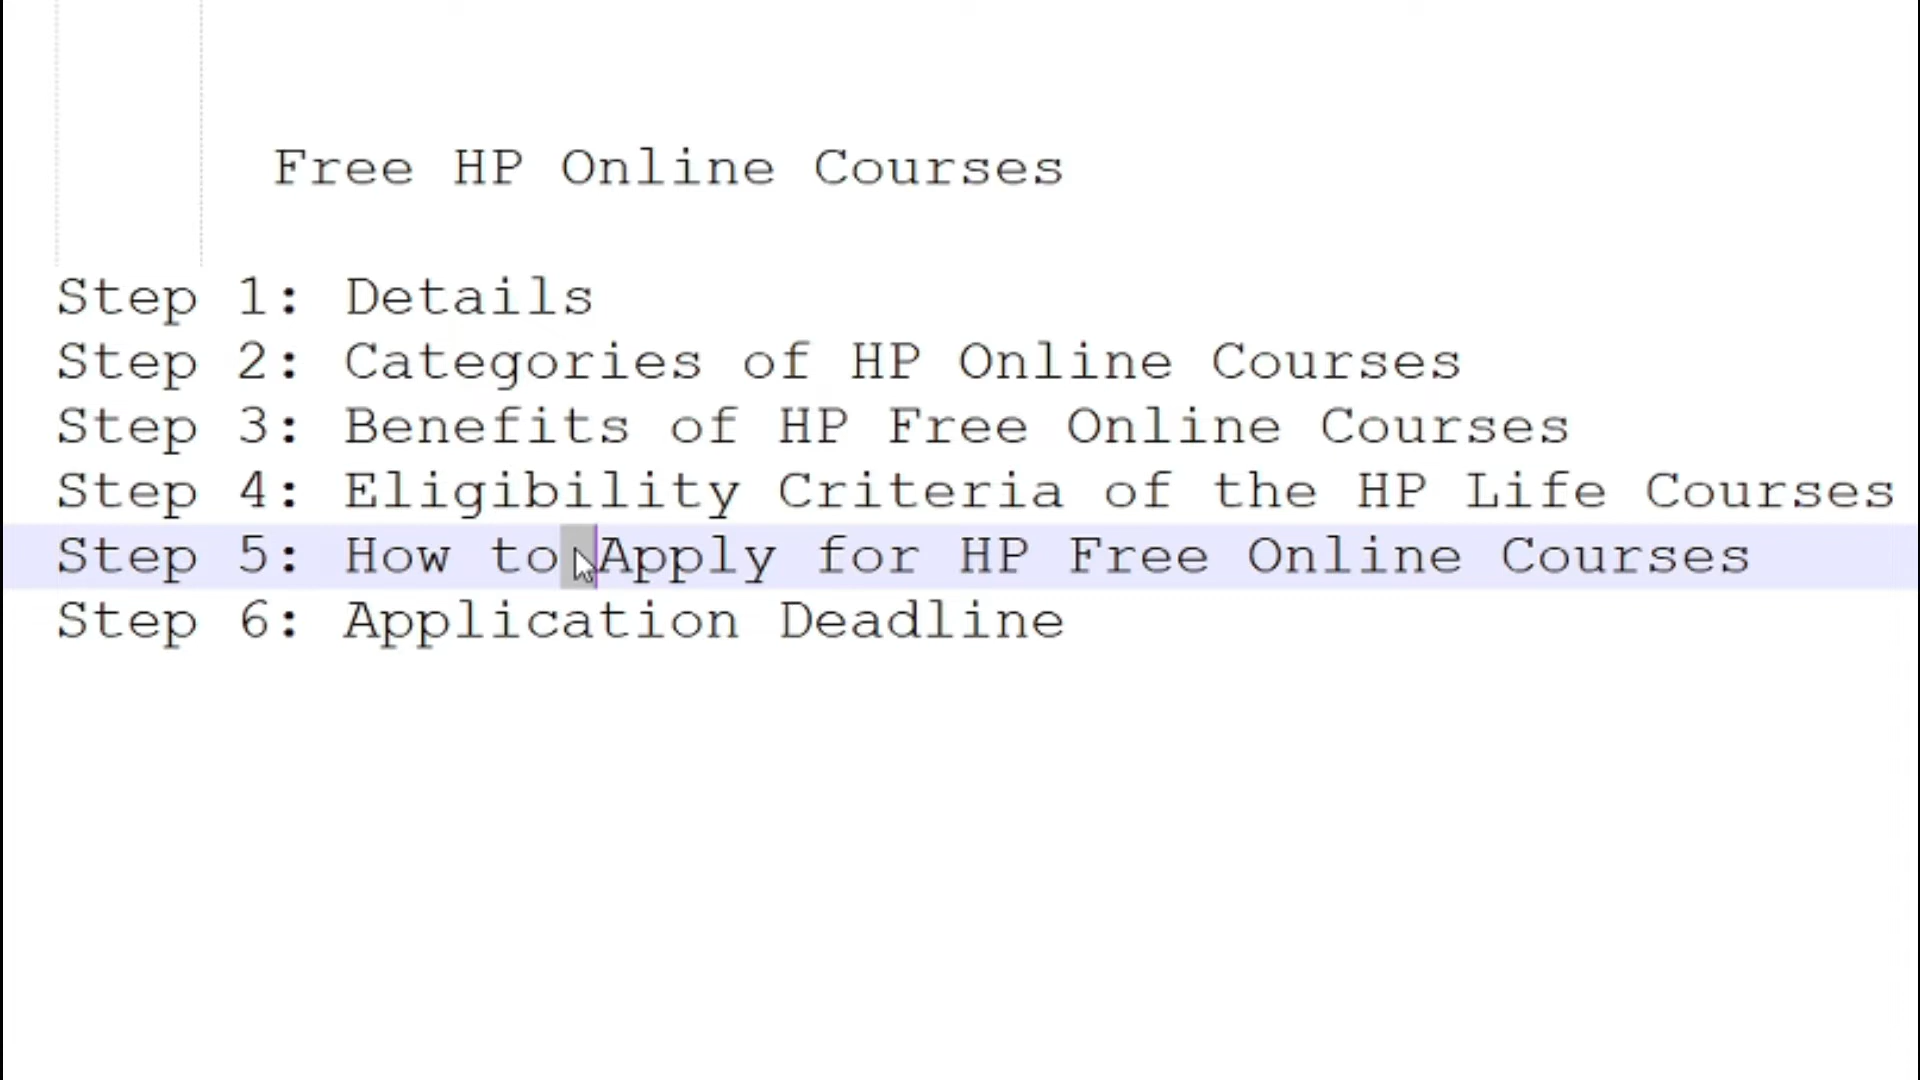 Free HP Online Courses
Step 1: Details
Step 2: Categories of HP Online Courses
Step 3: Benefits of HP Free Online Courses
Step 4: Eligibility Criteria of the HP Life Courses
Step 5: How to Apply for HP Free Online Courses
Step 6: Application Deadline